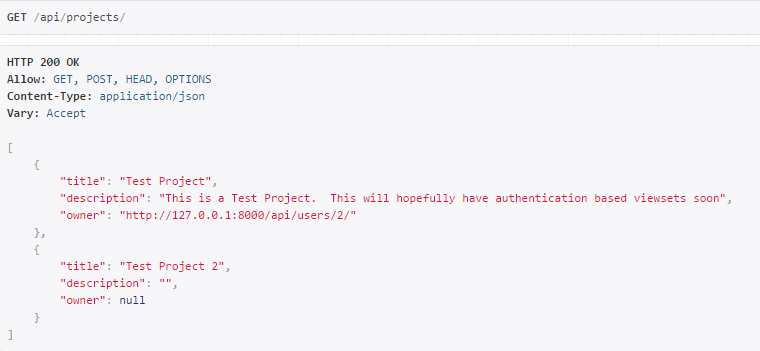 GET /api/projects/
HTTP 200 OK
Allow: GET, POST, HEAD, OPTIONS
Content-Type: application/json
Vary: Accept
[
    {
        "title": "Test Project",
        "description": "This is a Test Project.  This will hopefully have authentication based viewsets soon",
        "owner": "http://127.0.0.1:8000/api/users/2/"
    },
    {
        "title": "Test Project 2",
        "description": "",
        "owner": null
    }
]